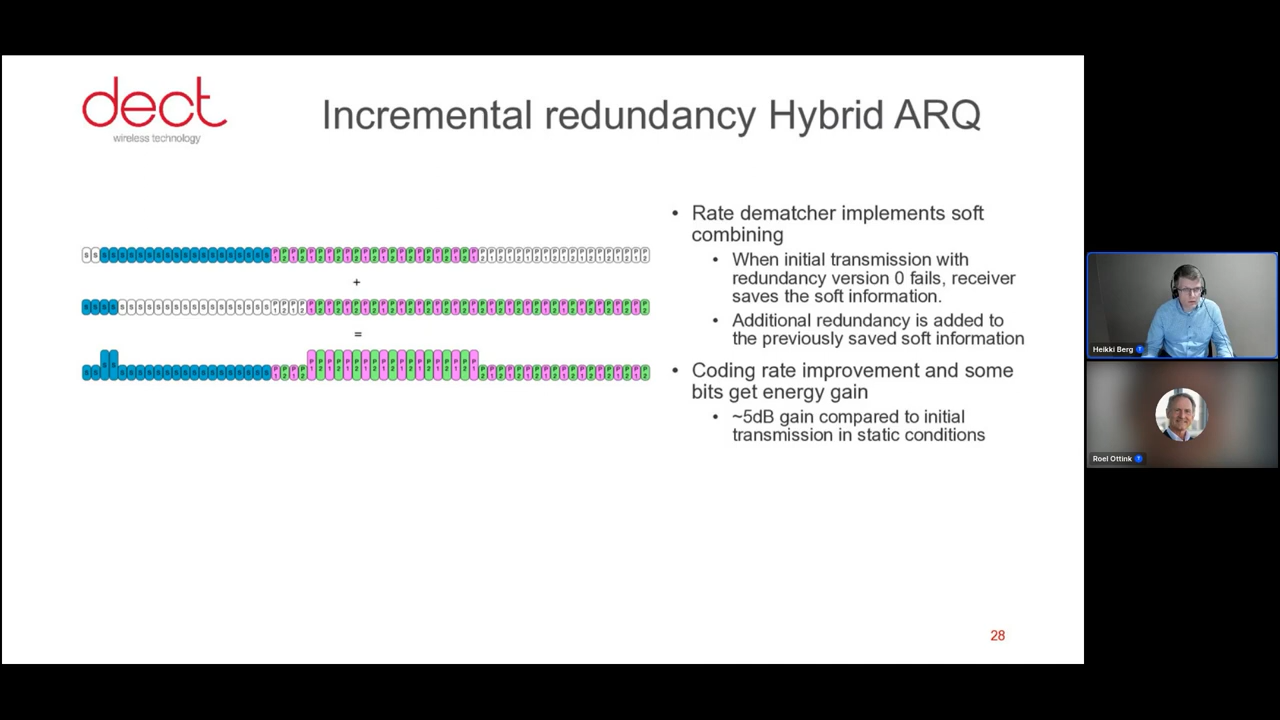 dect
wireless technology
Incremental redundancy Hybrid ARQ
+
=
• Rate dematcher implements soft
combining
• When initial transmission with
redundancy version 0 fails, receiver
saves the soft information.
• Additional redundancy is added to
the previously saved soft information
• Coding rate improvement and some
bits get energy gain
• ~5dB gain compared to initial
transmission in static conditions
28
Heikki Berg
Roel Ottink